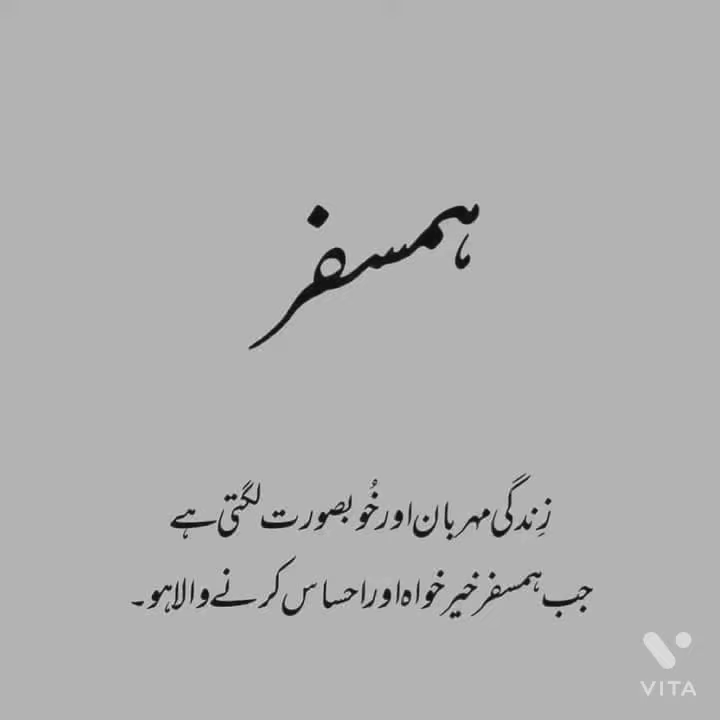 ہمسفر
زِندگی مہربان اور خُوبصورت لگتی ہے
جب ہمسفر خیر خواہ اور احساس کرنے والا ہو۔
VITA